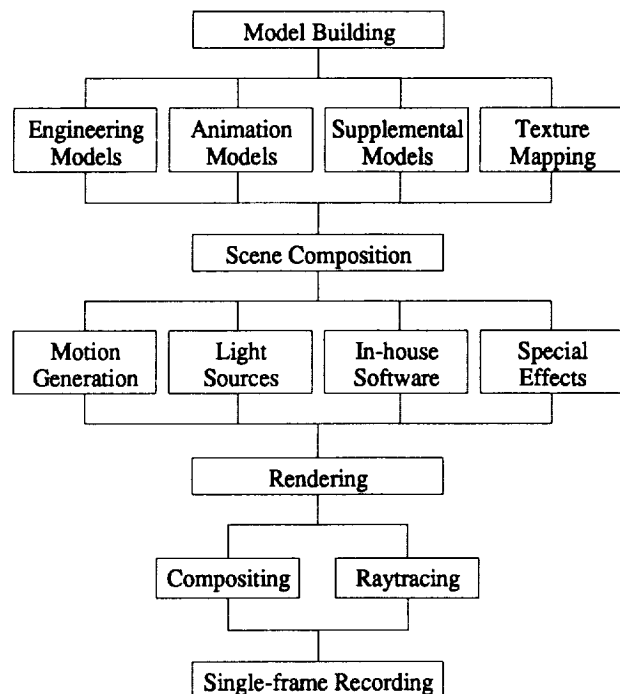 Model Building
Engineering
Models
Animation
Models
Supplemental
Models
Texture
Mapping
Scene Composition
Motion
Generation
Light
Sources
In-house
Software
Special
Effects
Rendering
Compositing
Raytracing
Single-frame Recording